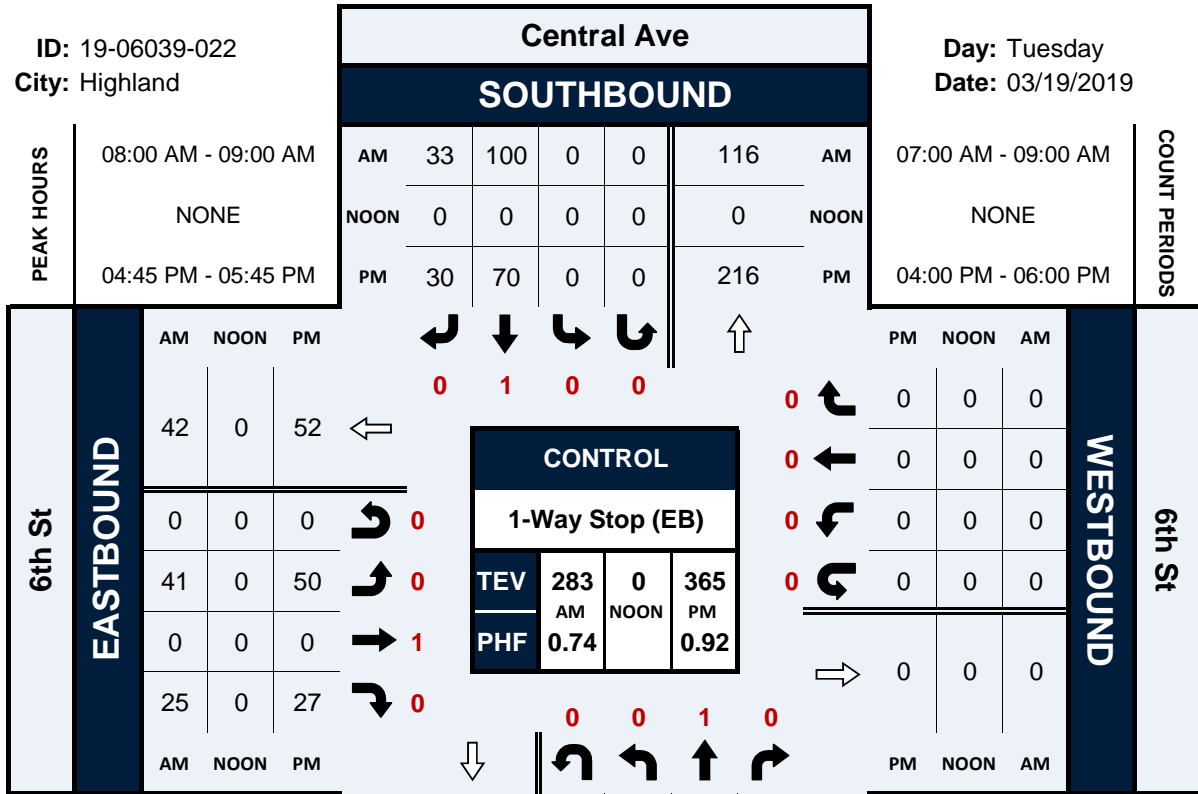 Central Ave
ID: 19-06039-022
Day: Tuesday
City: Highland
Date: 03/19/2019
SOUTHBOUND
PEAK HOURS
08:00 AM - 09:00 AM
AM 33 100 0 0 116 AM
07:00 AM - 09:00 AM
COUNT PERIODS
NONE
NOON 0 0 0 0 0 NOON
NONE
04:45 PM - 05:45 PM
PM 30 70 0 0 216 PM
04:00 PM - 06:00 PM
AM NOON PM
PM NOON AM
0 1 0 0
6th St
EASTBOUND
42 0 52
0 0 0 0
41 0 50 0
0 0 0 1
25 0 27 0
AM NOON PM
CONTROL
1-Way Stop (EB)
TEV 283 0 365
AM NOON PM
PHF 0.74 0.92
0 0 0 0
0 0 0 0
0 0 0 0
0 0 0 0
0 0 0
WESTBOUND
6th St
0 0 1 0
PM NOON AM